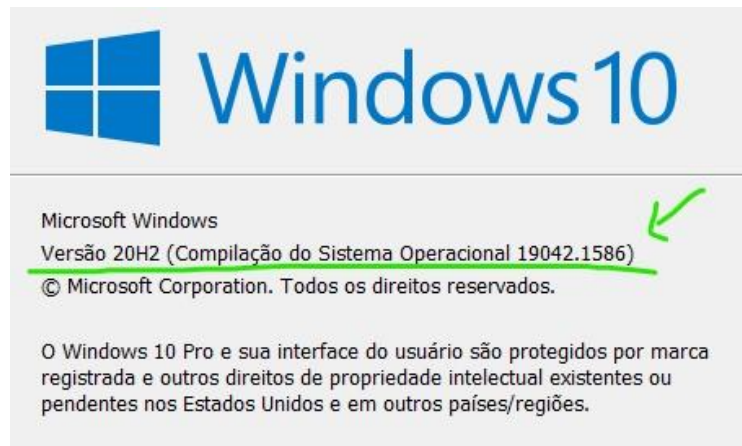 Windows 10
Microsoft Windows
Versão 20H2 (Compilação do Sistema Operacional 19042.1586)
© Microsoft Corporation. Todos os direitos reservados.
O Windows 10 Pro e sua interface do usuário são protegidos por marca
registrada e outros direitos de propriedade intelectual existentes ou
pendentes nos Estados Unidos e em outros países/regiões.